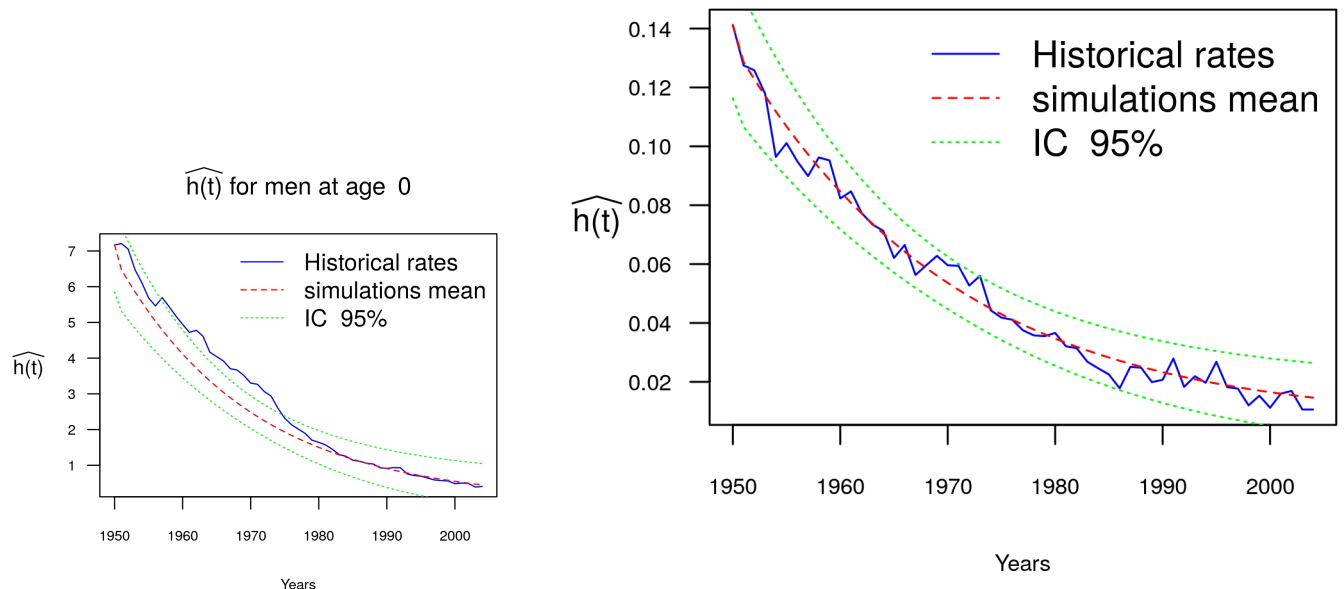 h(t) for men at age 0
7
6
5
4
3
2
1
h(t)
Historical rates
simulations mean
IC 95%
1950 1960 1970 1980 1990 2000
Years
0.14
0.12
0.10
0.08
0.06
0.04
0.02
h(t)
Historical rates
simulations mean
IC 95%
1950 1960 1970 1980 1990 2000
Years